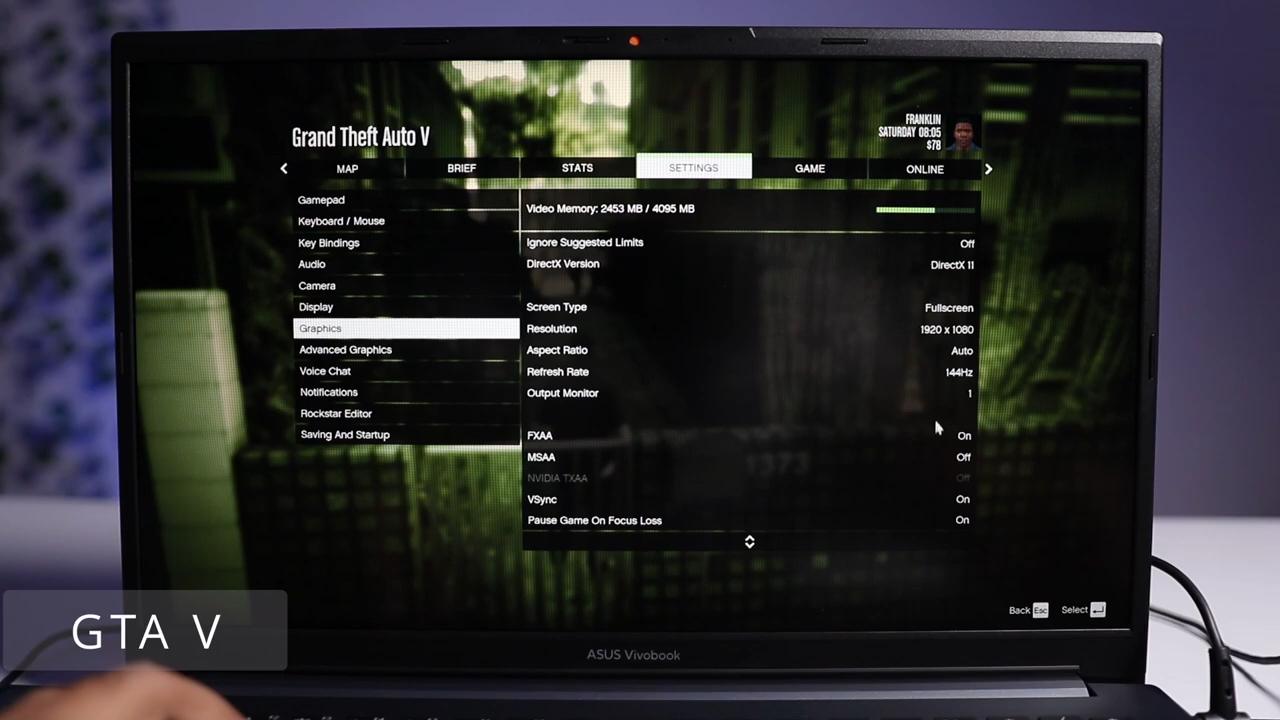 Grand Theft Auto V
FRANKLIN
SATURDAY 08:05
$78
MAP BRIEF STATS SETTINGS GAME ONLINE
Gamepad
Keyboard / Mouse
Key Bindings
Audio
Camera
Display
Graphics
Advanced Graphics
Voice Chat
Notifications
Rockstar Editor
Saving And Startup
Video Memory: 2453 MB / 4095 MB
Ignore Suggested Limits Off
DirectX Version DirectX 11
Screen Type Fullscreen
Resolution 1920 x 1080
Aspect Ratio Auto
Refresh Rate 144Hz
Output Monitor 1
FXAA On
MSAA Off
NVIDIA TXAA Off
VSync On
Pause Game On Focus Loss On
1373
Back Esc Select
GTA V
ASUS Vivobook